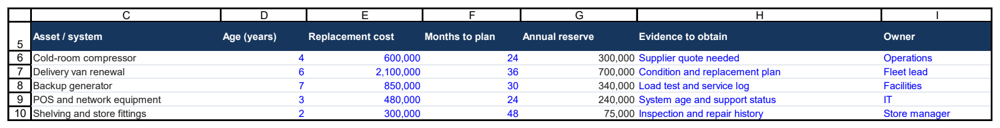 C D E F G H I
5 Asset / system Age (years) Replacement cost Months to plan Annual reserve Evidence to obtain Owner
6 Cold-room compressor 4 600,000 24 300,000 Supplier quote needed Operations
7 Delivery van renewal 6 2,100,000 36 700,000 Condition and replacement plan Fleet lead
8 Backup generator 7 850,000 30 340,000 Load test and service log Facilities
9 POS and network equipment 3 480,000 24 240,000 System age and support status IT
10 Shelving and store fittings 2 300,000 48 75,000 Inspection and repair history Store manager